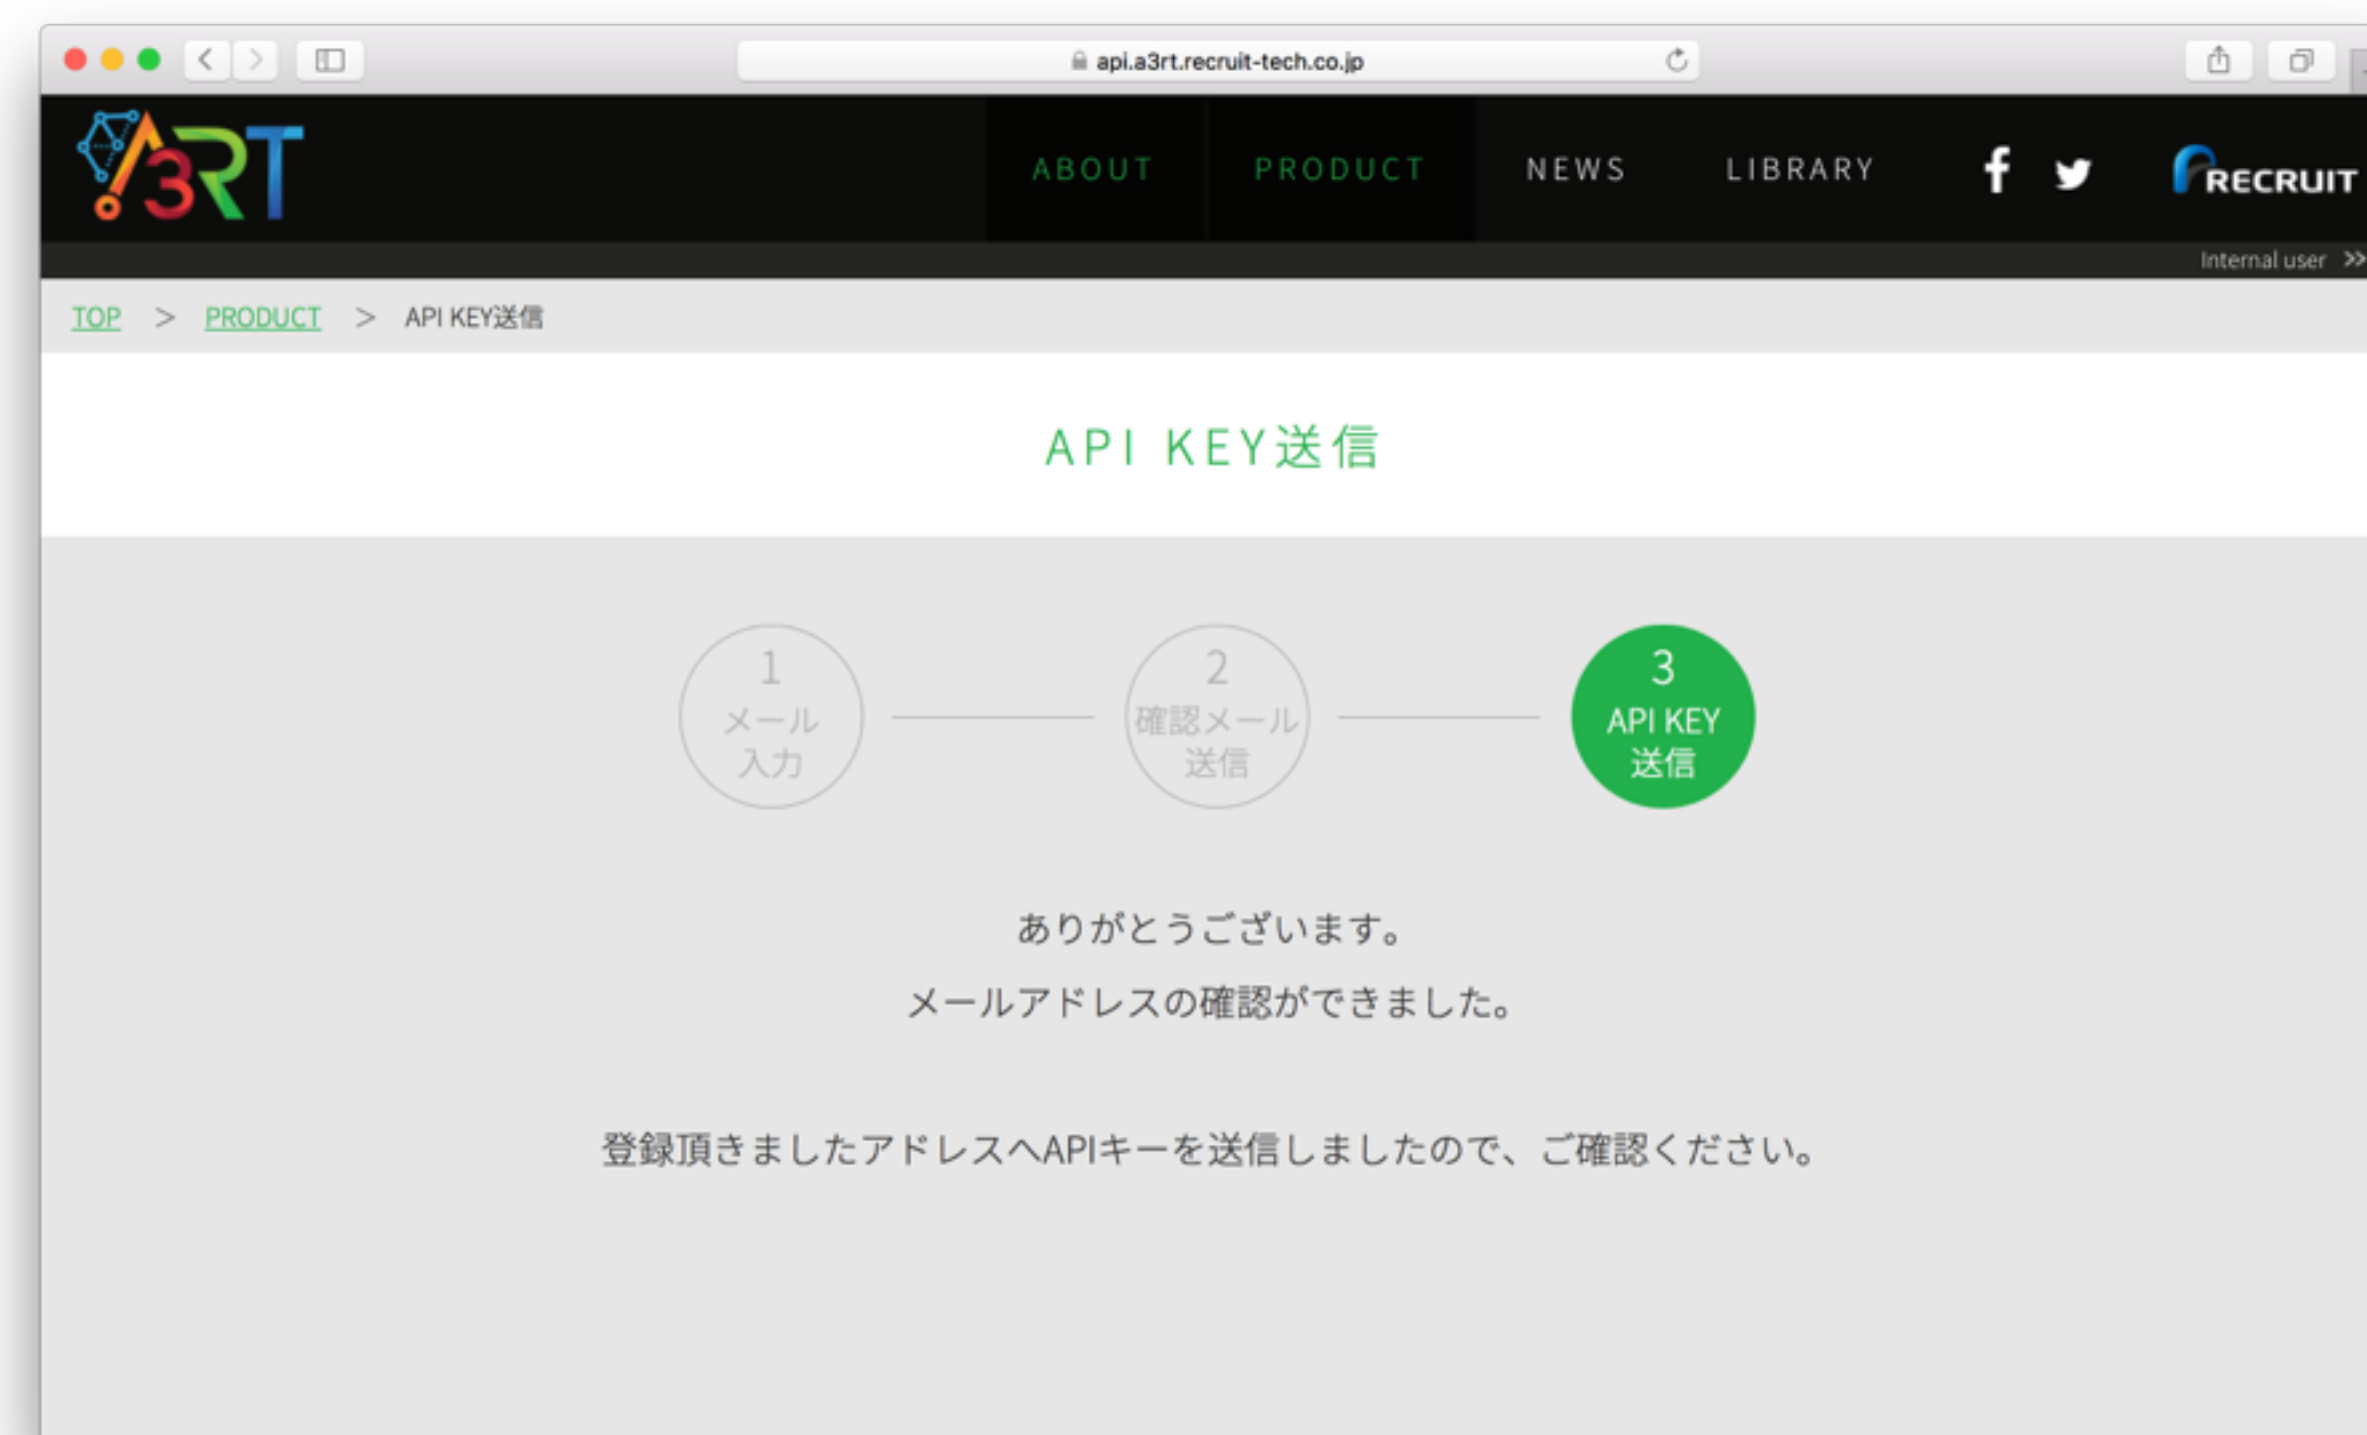 api.a3rt.recruit-tech.co.jp
A3RT
ABOUT PRODUCT NEWS LIBRARY f RECRUIT
Internal user >>
TOP > PRODUCT > API KEY送信
API KEY送信
1
メール
入力
2
確認メール
送信
3
API KEY
送信
ありがとうございます。
メールアドレスの確認ができました。
登録頂きましたアドレスへAPIキーを送信しましたので、ご確認ください。